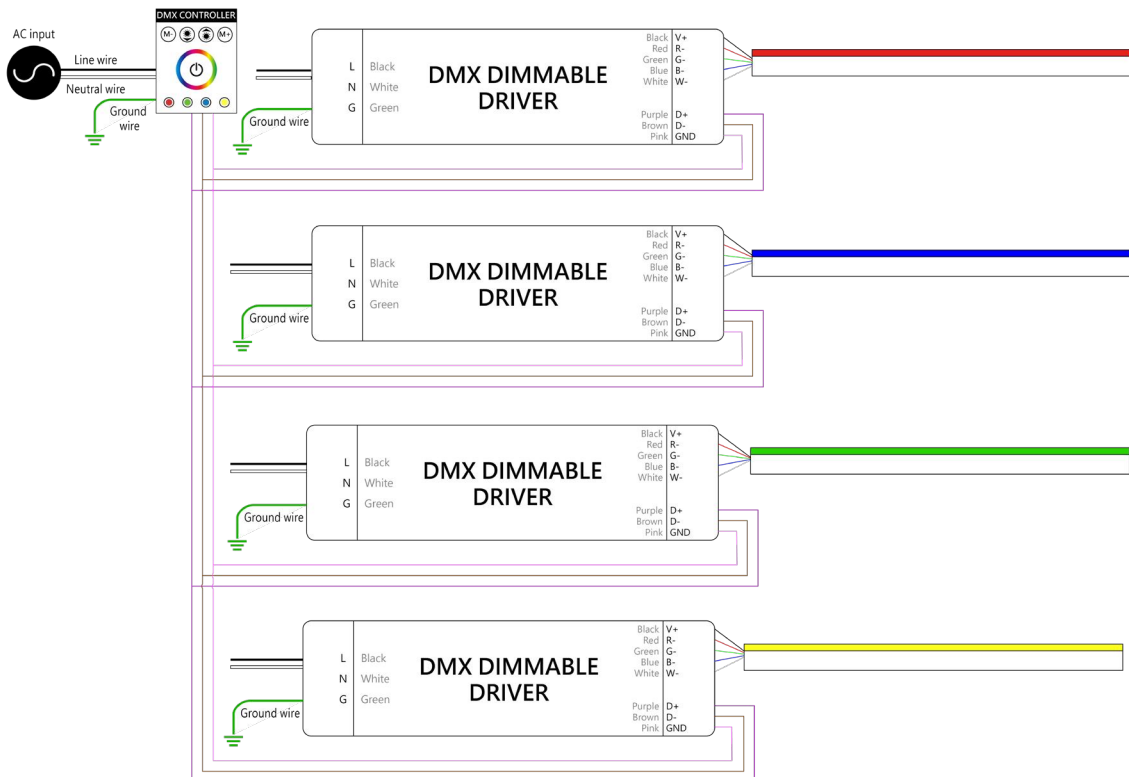 DMX CONTROLLER
M- M+
AC input
Line wire
Neutral wire
Ground
wire
L Black
N White
G Green
Ground wire
DMX DIMMABLE
DRIVER
Black V+
Red R-
Green G-
Blue B-
White W-
Purple D+
Brown D-
Pink GND
L Black
N White
G Green
Ground wire
DMX DIMMABLE
DRIVER
Black V+
Red R-
Green G-
Blue B-
White W-
Purple D+
Brown D-
Pink GND
L Black
N White
G Green
Ground wire
DMX DIMMABLE
DRIVER
Black V+
Red R-
Green G-
Blue B-
White W-
Purple D+
Brown D-
Pink GND
L Black
N White
G Green
Ground wire
DMX DIMMABLE
DRIVER
Black V+
Red R-
Green G-
Blue B-
White W-
Purple D+
Brown D-
Pink GND